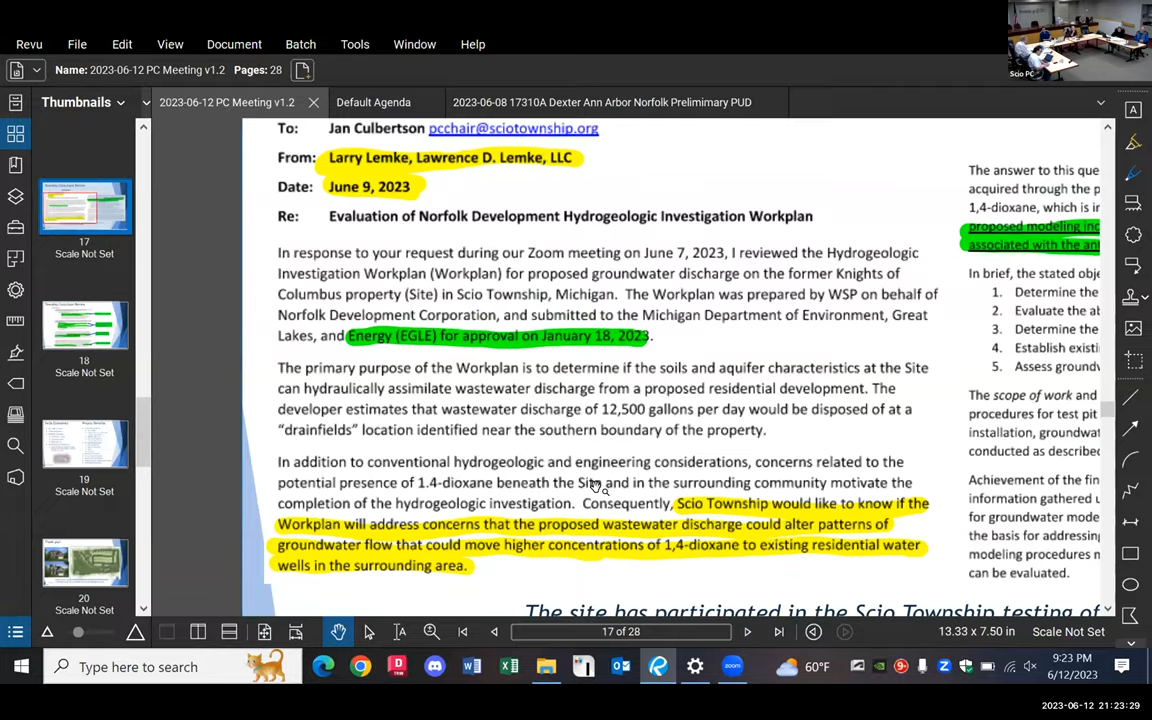 Revu File Edit View Document Batch Tools Window Help
Scio PC
Name: 2023-06-12 PC Meeting v1.2 Pages: 28
Thumbnails
2023-06-12 PC Meeting v1.2
Default Agenda
2023-06-08 17310A Dexter Ann Arbor Norfolk Prelimimary PUD
17
Scale Not Set
18
Scale Not Set
19
Scale Not Set
20
Scale Not Set
To: Jan Culbertson pcchair@sciotownship.org
From: Larry Lemke, Lawrence D. Lemke, LLC
Date: June 9, 2023
Re: Evaluation of Norfolk Development Hydrogeologic Investigation Workplan
In response to your request during our Zoom meeting on June 7, 2023, I reviewed the Hydrogeologic
Investigation Workplan (Workplan) for proposed groundwater discharge on the former Knights of
Columbus property (Site) in Scio Township, Michigan. The Workplan was prepared by WSP on behalf of
Norfolk Development Corporation, and submitted to the Michigan Department of Environment, Great
Lakes, and Energy (EGLE) for approval on January 18, 2023.
The primary purpose of the Workplan is to determine if the soils and aquifer characteristics at the Site
can hydraulically assimilate wastewater discharge from a proposed residential development. The
developer estimates that wastewater discharge of 12,500 gallons per day would be disposed of at a
"drainfields" location identified near the southern boundary of the property.
In addition to conventional hydrogeologic and engineering considerations, concerns related to the
potential presence of 1.4-dioxane beneath the Site and in the surrounding community motivate the
completion of the hydrogeologic investigation. Consequently, Scio Township would like to know if the
Workplan will address concerns that the proposed wastewater discharge could alter patterns of
groundwater flow that could move higher concentrations of 1,4-dioxane to existing residential water
wells in the surrounding area.
The answer to this que
acquired through the p
1,4-dioxane, which is i
proposed modeling inc
associated with the an
In brief, the stated obje
1. Determine the
2. Evaluate the ab
3. Determine the
4. Establish existi
5. Assess groundv
The scope of work and
procedures for test pit
installation, groundwat
conducted as described
Achievement of the fin
information gathered u
for groundwater mode
the basis for addressing
modeling procedures n
can be evaluated.
The site has participated in the Scio Township testing of
17 of 28
13.33 x 7.50 in Scale Not Set
Type here to search
60°F
9:23 PM
6/12/2023
2023-06-12 21:23:29